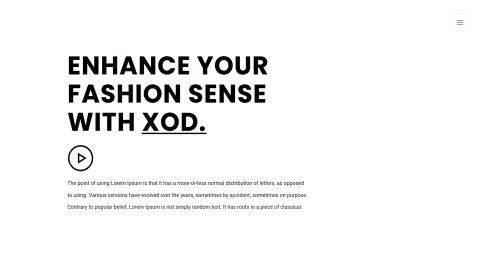 ENHANCE YOUR
FASHION SENSE
WITH XOD.
The point of using Lorem Ipsum is that it has a more-or-less normal distribution of letters, as opposed
to using. Various versions have evolved over the years, sometimes by accident, sometimes on purpose.
Contrary to popular belief, Lorem Ipsum is not simply random text. It has roots in a piece of classical.